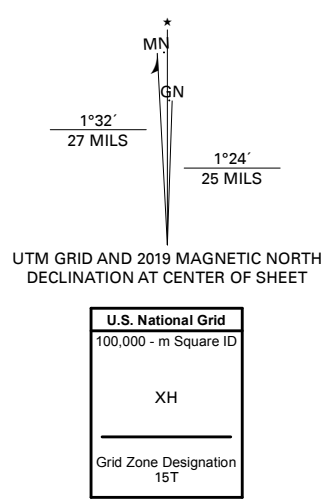 ★
MN
GN
1°32´
27 MILS
1°24´
25 MILS
UTM GRID AND 2019 MAGNETIC NORTH
DECLINATION AT CENTER OF SHEET
U.S. National Grid
100,000 - m Square ID
XH
Grid Zone Designation
15T